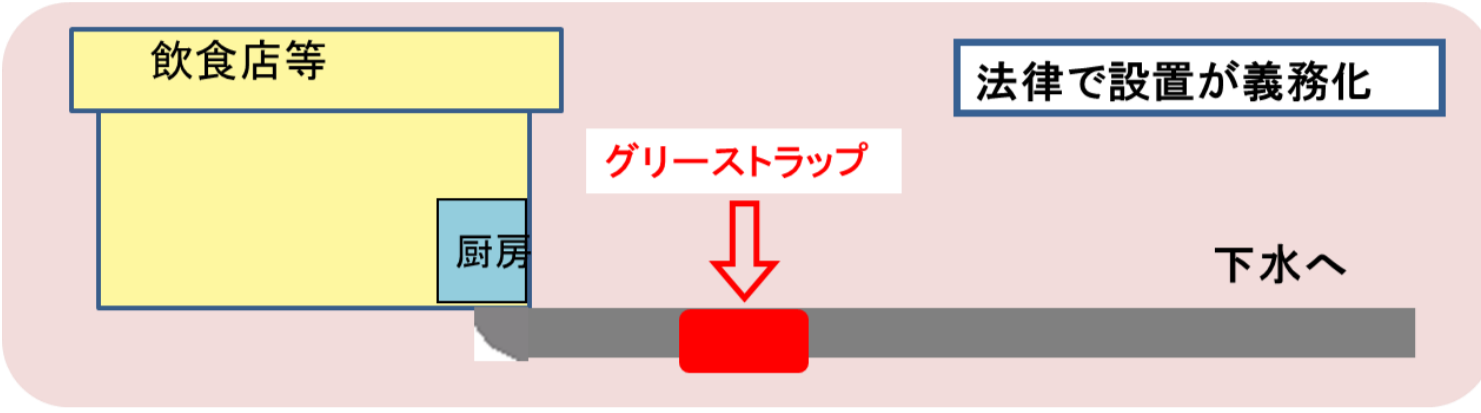 飲食店等
法律で設置が義務化
グリーストラップ
厨房
下水へ